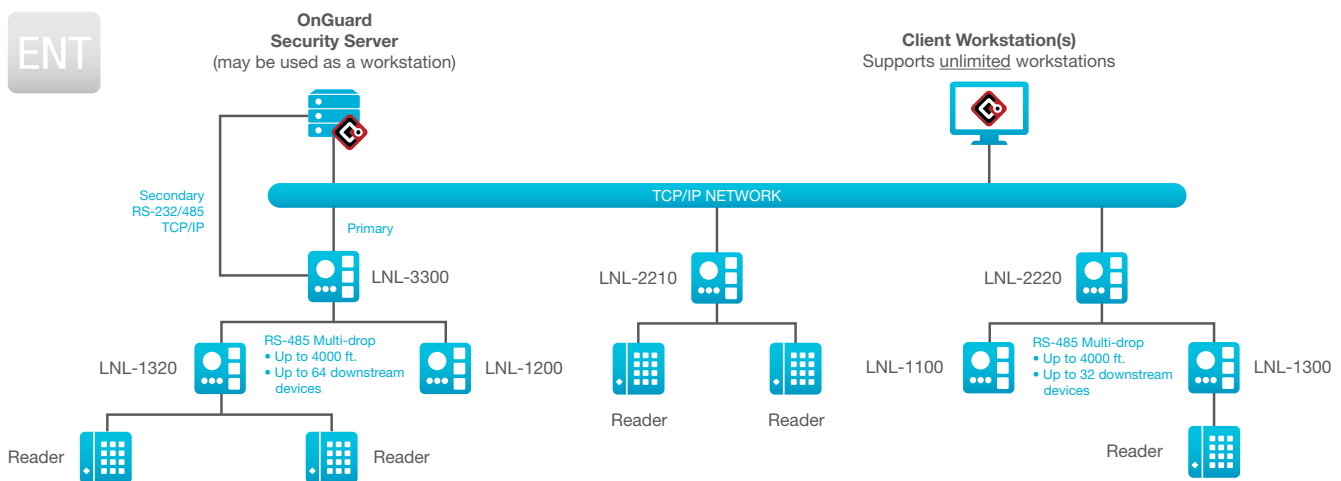 ENT
OnGuard
Security Server
(may be used as a workstation)
Client Workstation(s)
Supports unlimited workstations
TCP/IP NETWORK
Secondary
RS-232/485
TCP/IP
Primary
LNL-3300
LNL-2210
LNL-2220
LNL-1320
RS-485 Multi-drop
• Up to 4000 ft.
• Up to 64 downstream
devices
LNL-1200
LNL-1100
RS-485 Multi-drop
• Up to 4000 ft.
• Up to 32 downstream
devices
LNL-1300
Reader
Reader
Reader
Reader
Reader